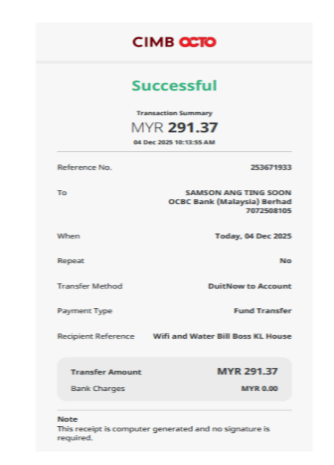 CIMB OCTO
Successful
Transaction Summary
MYR 291.37
04 Dec 2025 10:13:55 AM
Reference No. 253671933
To SAMSON ANG TING SOON
OCBC Bank (Malaysia) Berhad
7072508105
When Today, 04 Dec 2025
Repeat No
Transfer Method DuitNow to Account
Payment Type Fund Transfer
Recipient Reference Wifi and Water Bill Boss KL House
Transfer Amount MYR 291.37
Bank Charges MYR 0.00
Note
This receipt is computer generated and no signature is
required.